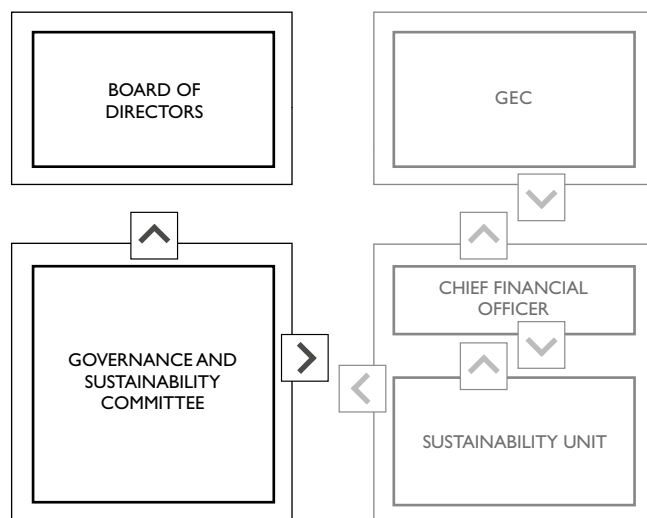 BOARD OF
DIRECTORS
GEC
CHIEF FINANCIAL
OFFICER
GOVERNANCE AND
SUSTAINABILITY
COMMITTEE
SUSTAINABILITY UNIT